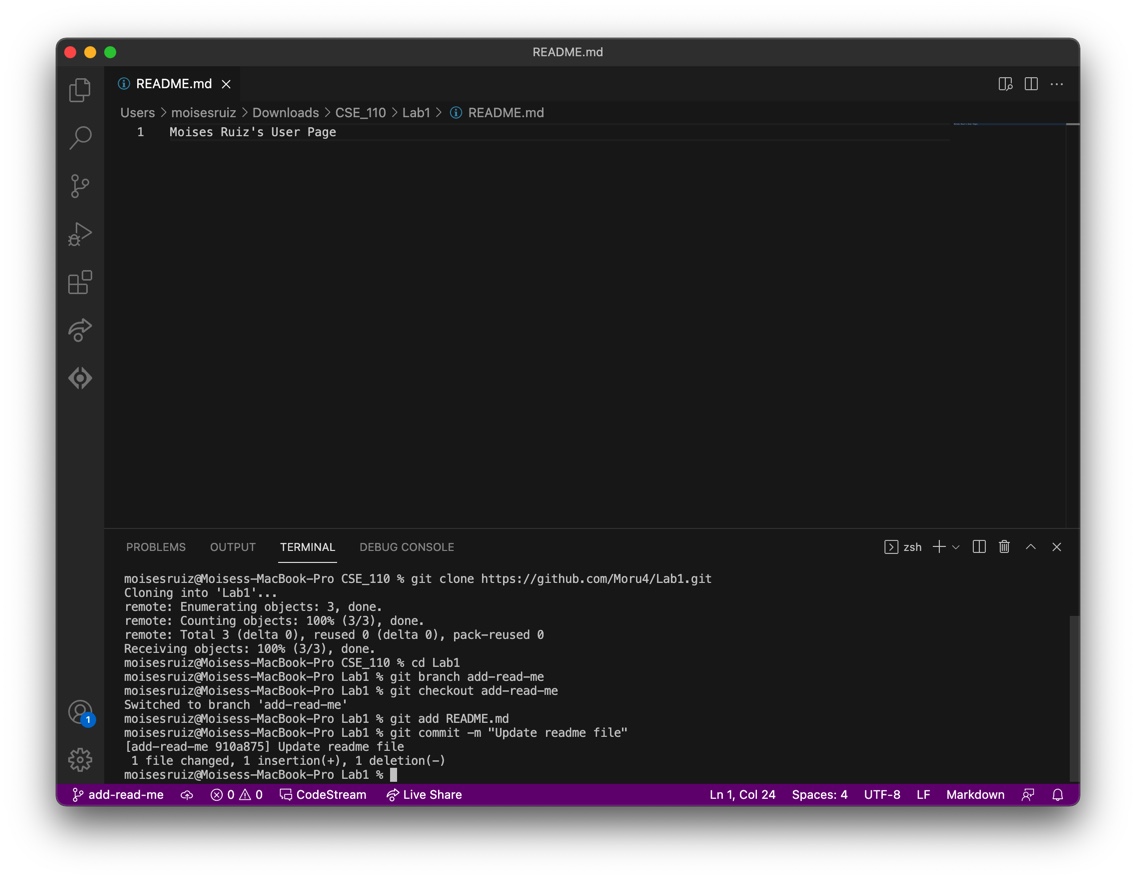 README.md
README.md
Users > moisesruiz > Downloads > CSE_110 > Lab1 > README.md
1 Moises Ruiz's User Page
PROBLEMS OUTPUT TERMINAL DEBUG CONSOLE zsh
moisesruiz@Moisess-MacBook-Pro CSE_110 % git clone https://github.com/Moru4/Lab1.git
Cloning into 'Lab1'...
remote: Enumerating objects: 3, done.
remote: Counting objects: 100% (3/3), done.
remote: Total 3 (delta 0), reused 0 (delta 0), pack-reused 0
Receiving objects: 100% (3/3), done.
moisesruiz@Moisess-MacBook-Pro CSE_110 % cd Lab1
moisesruiz@Moisess-MacBook-Pro Lab1 % git branch add-read-me
moisesruiz@Moisess-MacBook-Pro Lab1 % git checkout add-read-me
Switched to branch 'add-read-me'
moisesruiz@Moisess-MacBook-Pro Lab1 % git add README.md
moisesruiz@Moisess-MacBook-Pro Lab1 % git commit -m "Update readme file"
[add-read-me 910a875] Update readme file
1 file changed, 1 insertion(+), 1 deletion(-)
moisesruiz@Moisess-MacBook-Pro Lab1 %
1
add-read-me 0 0 CodeStream Live Share Ln 1, Col 24 Spaces: 4 UTF-8 LF Markdown